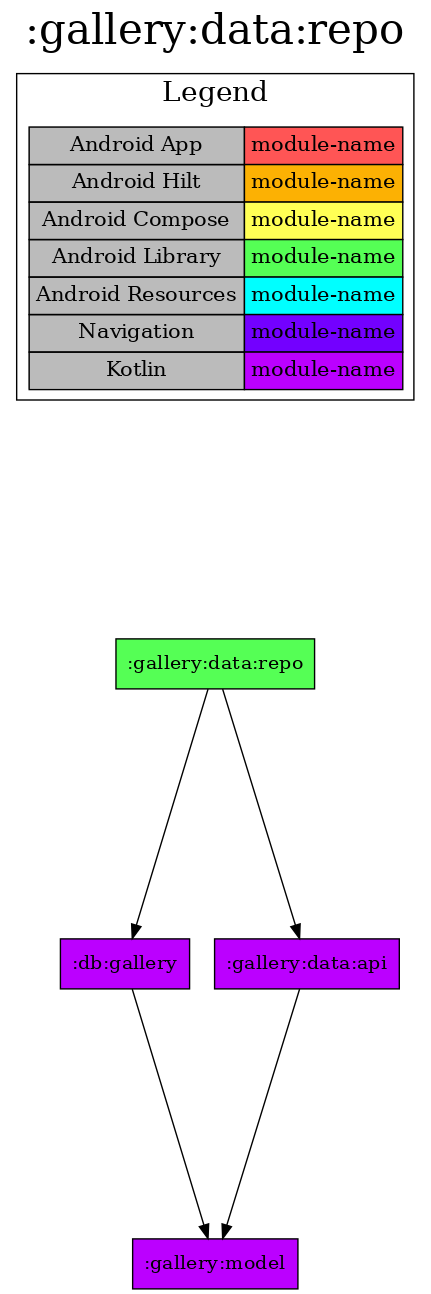 :gallery:data:repo
Legend
Android App module-name
Android Hilt module-name
Android Compose module-name
Android Library module-name
Android Resources module-name
Navigation module-name
Kotlin module-name
:gallery:data:repo
:db:gallery :gallery:data:api
:gallery:model